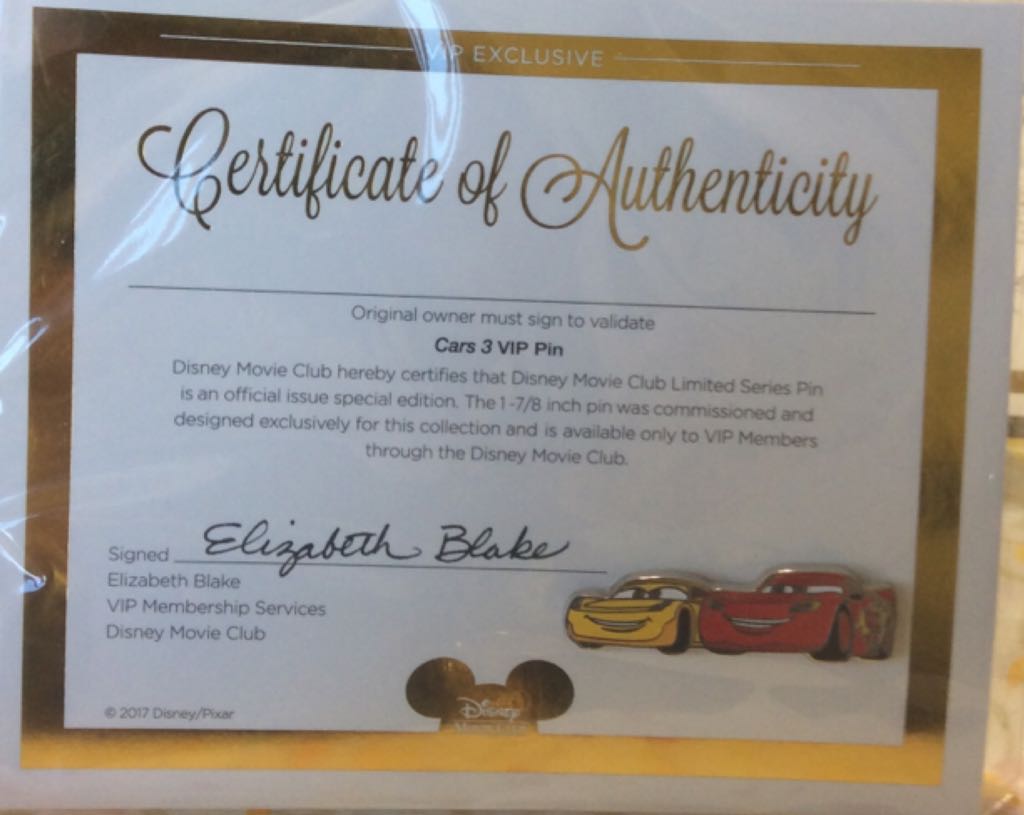 VIP EXCLUSIVE
Certificate of Authenticity
Original owner must sign to validate
Cars 3 VIP Pin
Disney Movie Club hereby certifies that Disney Movie Club Limited Series Pin
is an official issue special edition. The 1-7/8 inch pin was commissioned and
designed exclusively for this collection and is available only to VIP Members
through the Disney Movie Club.
Signed Elizabeth Blake
Elizabeth Blake
VIP Membership Services
Disney Movie Club
© 2017 Disney/Pixar
Disney